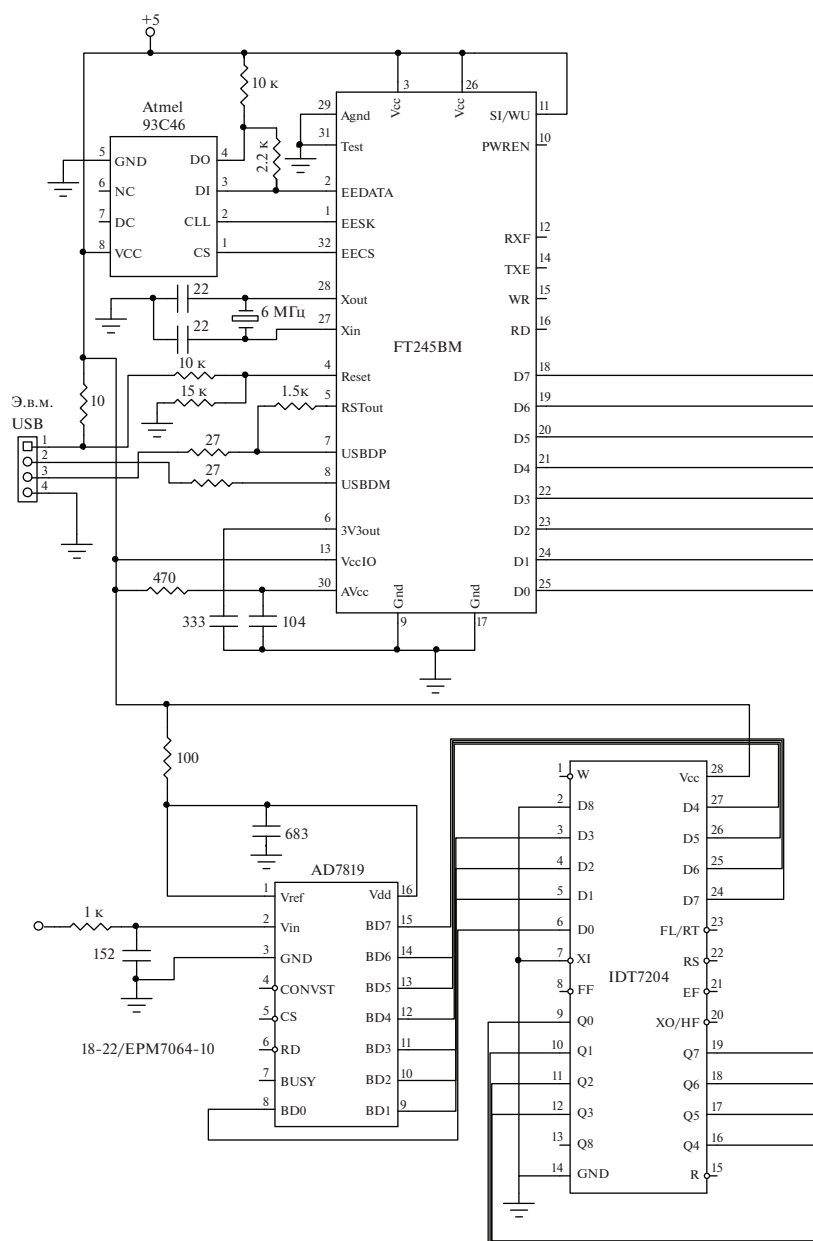 +5
10 к
Atmel
93C46
5 GND DO 4
6 NC DI 3
7 DC CLL 2
8 VCC CS 1
2.2 к
3 Vcc
26 Vcc
29 Agnd
31 Test
2 EEDATA
1 EESK
32 EECS
28 Xout
27 Xin
4 Reset
5 RSTout
7 USBDP
8 USBDM
6 3V3out
13 VccIO
30 AVcc
Gnd 9
Gnd 17
FT245BM
SI/WU 11
PWREN 10
RXF 12
TXE 14
WR 15
RD 16
D7 18
D6 19
D5 20
D4 21
D3 22
D2 23
D1 24
D0 25
22
22
6 МГц
10 к
15 к
1.5к
10
Э.в.м.
USB
1
2
3
4
27
27
470
333
104
100
683
AD7819
1 Vref Vdd 16
2 Vin BD7 15
3 GND BD6 14
4 CONVST BD5 13
5 CS BD4 12
6 RD BD3 11
7 BUSY BD2 10
8 BD0 BD1 9
1 к
152
18-22/EPM7064-10
IDT7204
1 W Vcc 28
2 D8 D4 27
3 D3 D5 26
4 D2 D6 25
5 D1 D7 24
6 D0 FL/RT 23
7 XI RS 22
8 FF EF 21
9 Q0 XO/HF 20
10 Q1 Q7 19
11 Q2 Q6 18
12 Q3 Q5 17
13 Q8 Q4 16
14 GND R 15